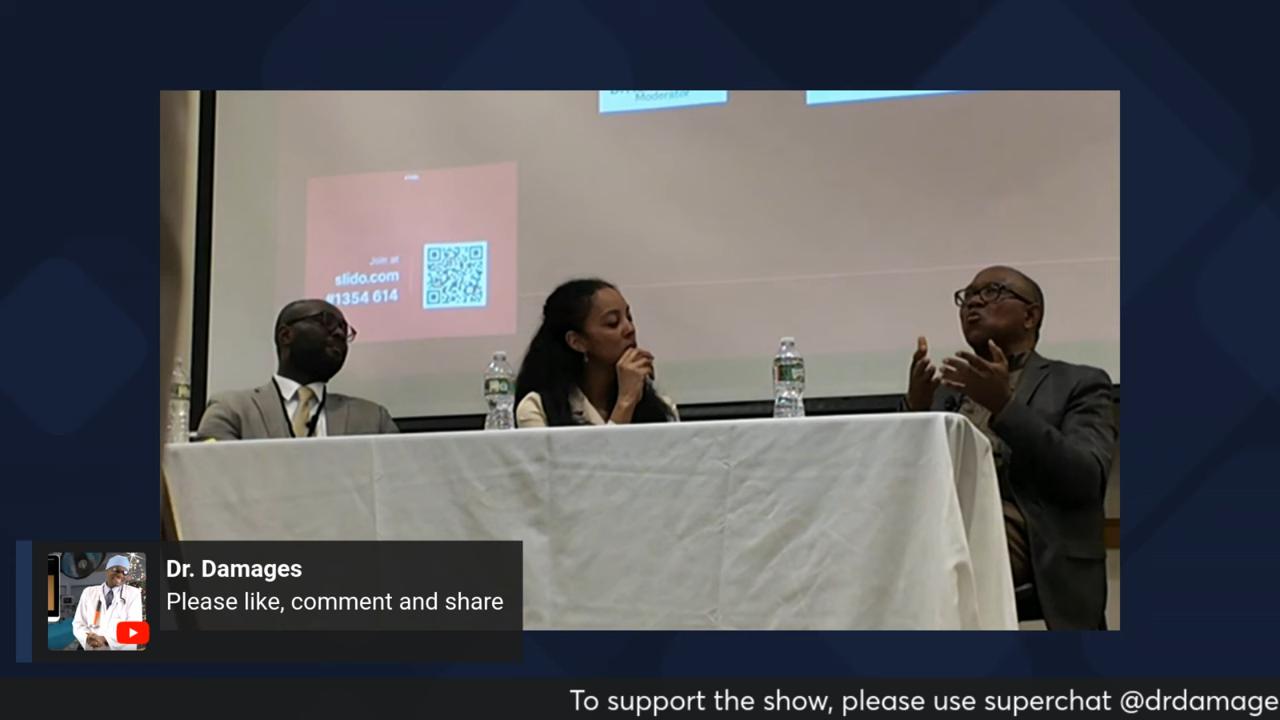 Moderator
Join at
slido.com
#1354 614
Dr. Damages
Please like, comment and share
To support the show, please use superchat @drdamage